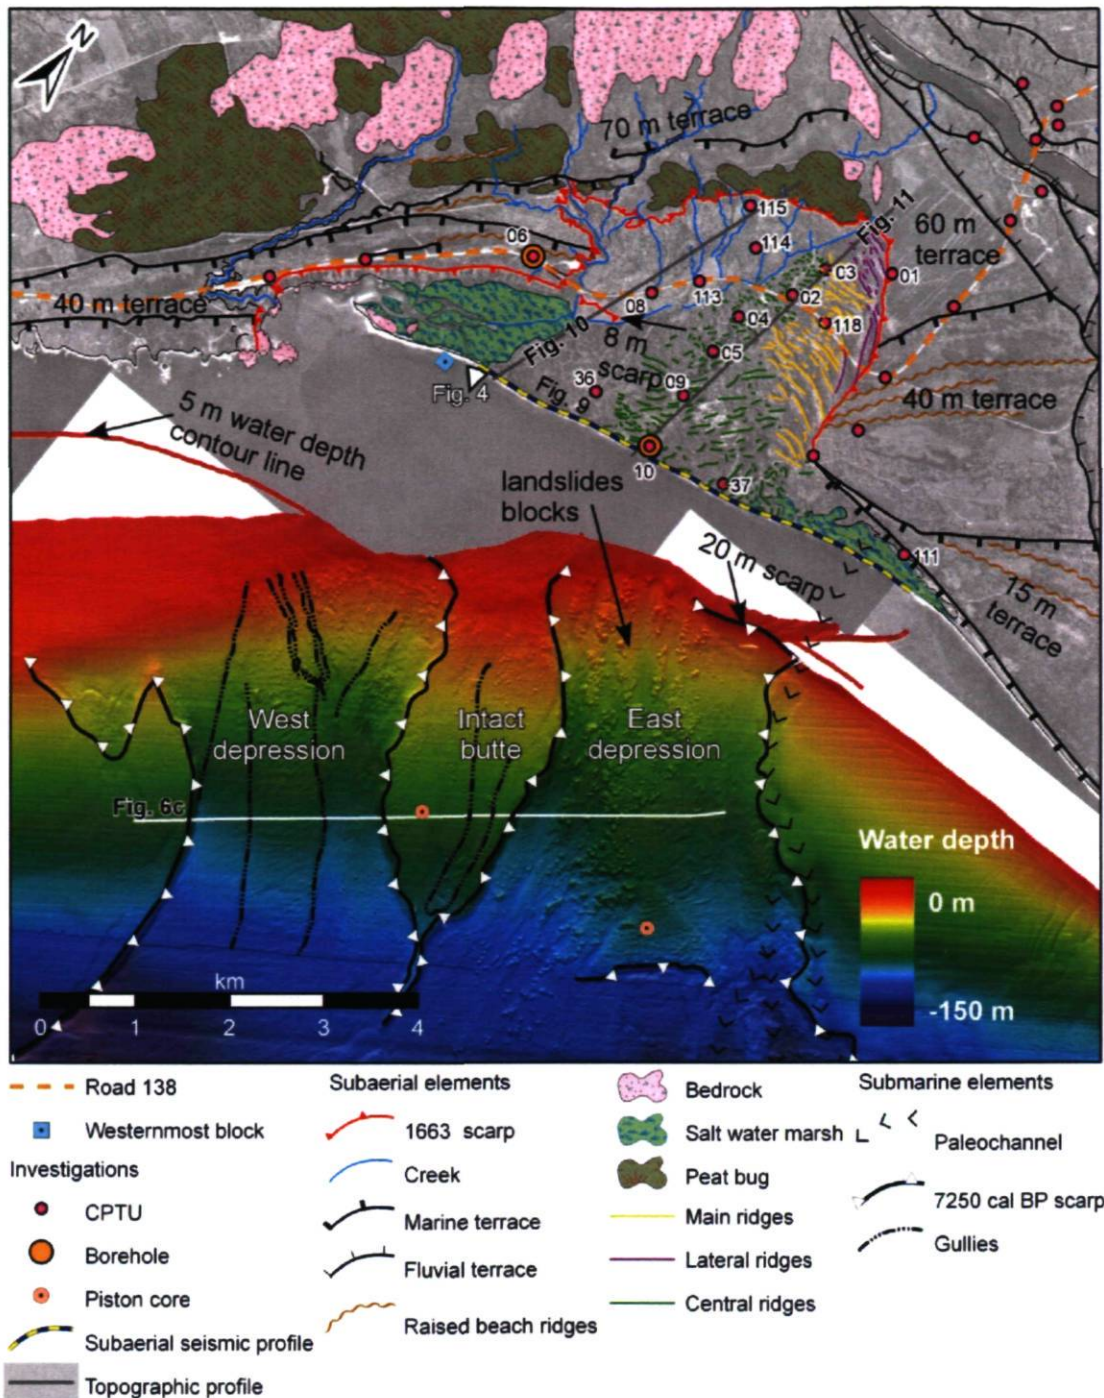 N
70 m terrace
115
Fig. 11
06
114
60 m
terrace
03
01
40 m terrace
08
113
02
04
118
Fig. 10
8 m
scarp
05
Fig. 4
Fig. 9
36
09
40 m terrace
5 m water depth
contour line
10
37
landslides
blocks
20 m scarp
111
15 m
terrace
West
depression
Intact
butte
East
depression
Fig. 6c
Water depth
0 m
-150 m
km
0 1 2 3 4
Road 138
Westernmost block
Investigations
CPTU
Borehole
Piston core
Subaerial seismic profile
Topographic profile
Subaerial elements
1663 scarp
Creek
Marine terrace
Fluvial terrace
Raised beach ridges
Bedrock
Salt water marsh
Peat bug
Main ridges
Lateral ridges
Central ridges
Submarine elements
Paleochannel
7250 cal BP scarp
Gullies